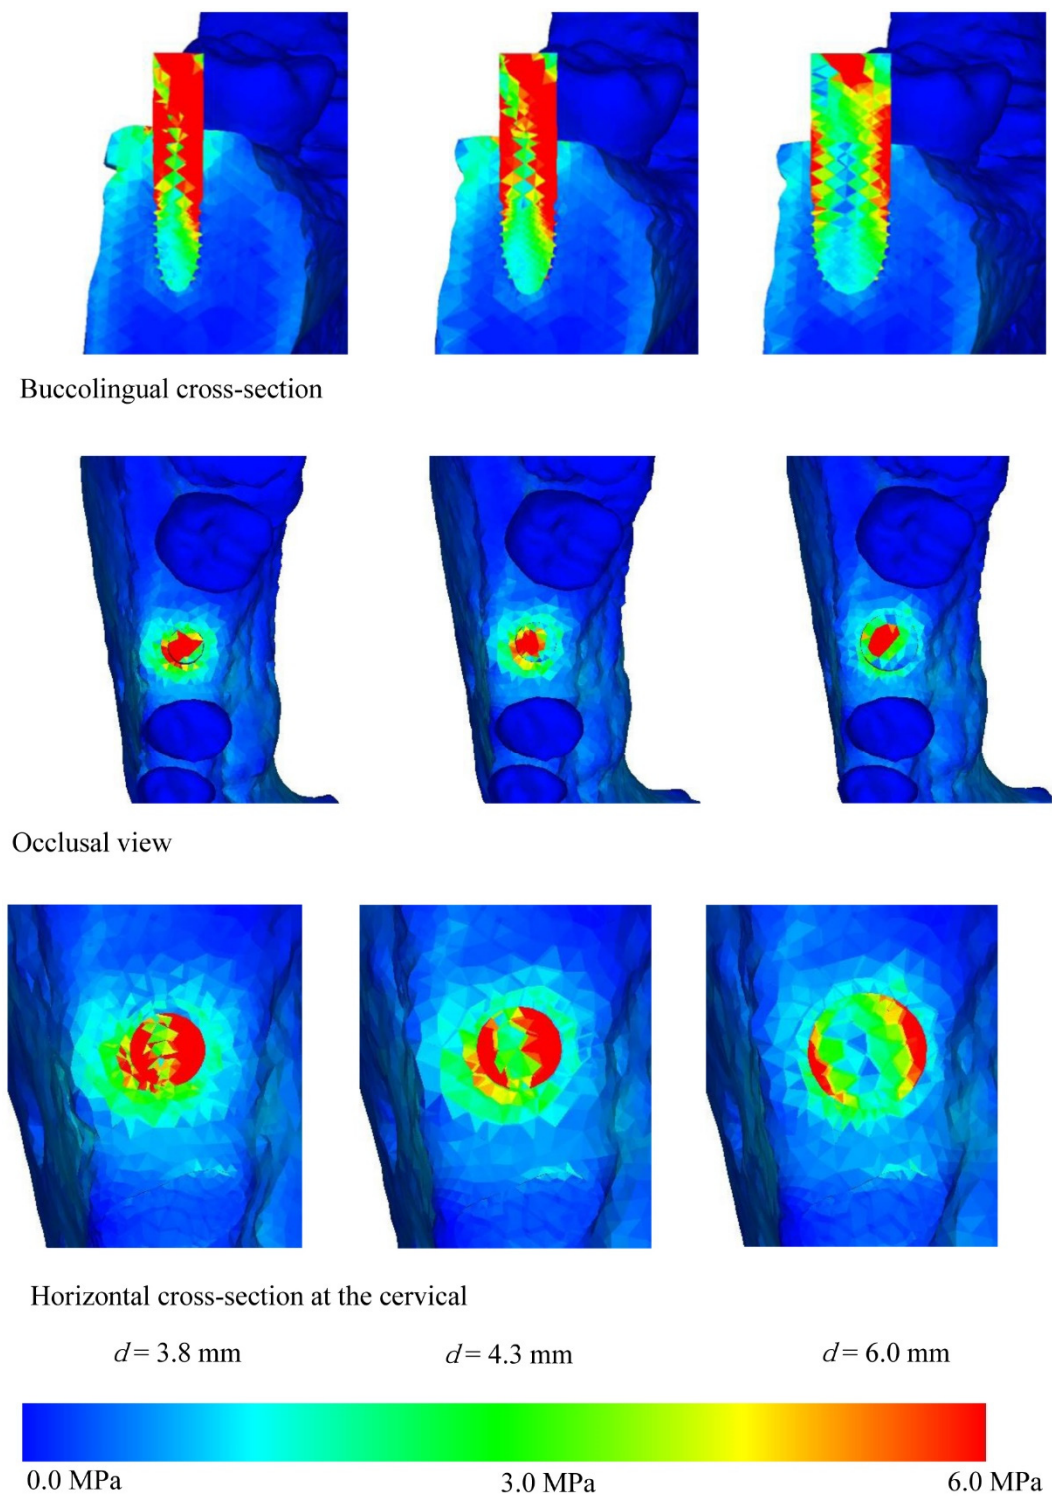 Buccolingual cross-section
Occlusal view
Horizontal cross-section at the cervical
d= 3.8 mm d= 4.3 mm d= 6.0 mm
0.0 MPa 3.0 MPa 6.0 MPa